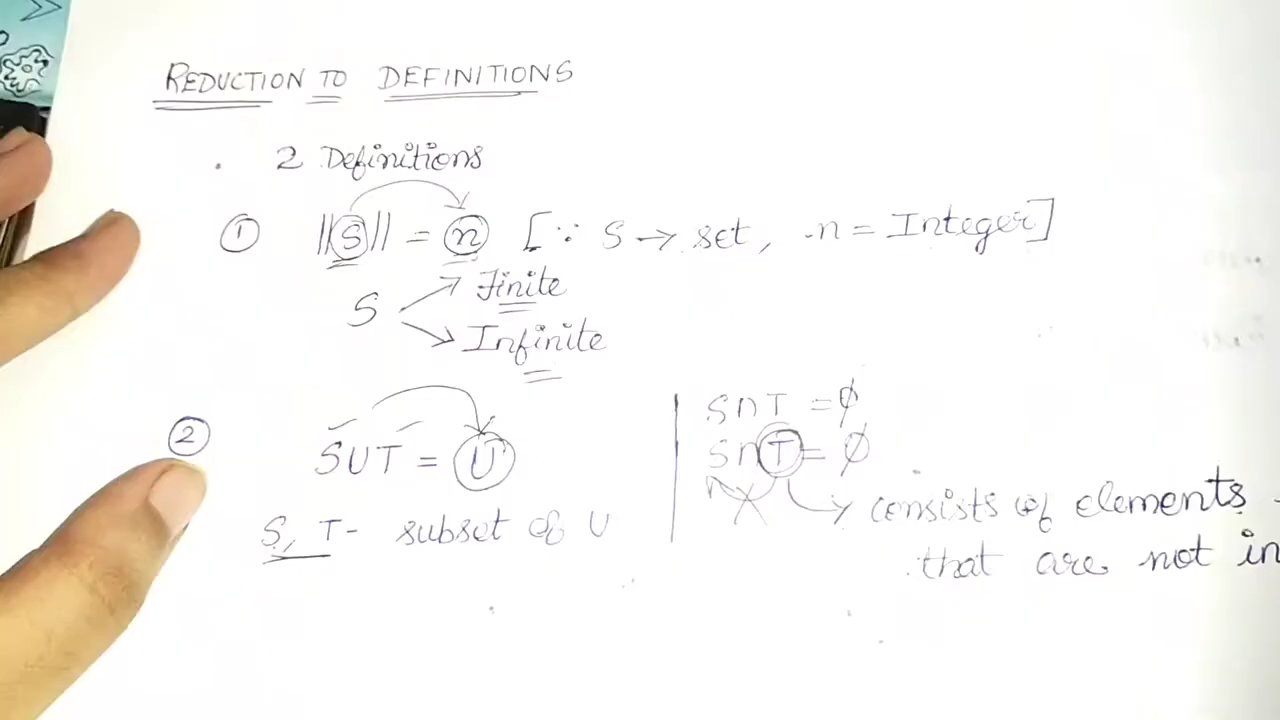 REDUCTION TO DEFINITIONS
. 2 Definitions
① ||S|| = n [∵ S → set, n = Integer]
S → Finite
→ Infinite
② S∪T = U
S, T - subset of U
S∩T = ϕ
S∩T = ϕ
→ consists of elements
that are not in